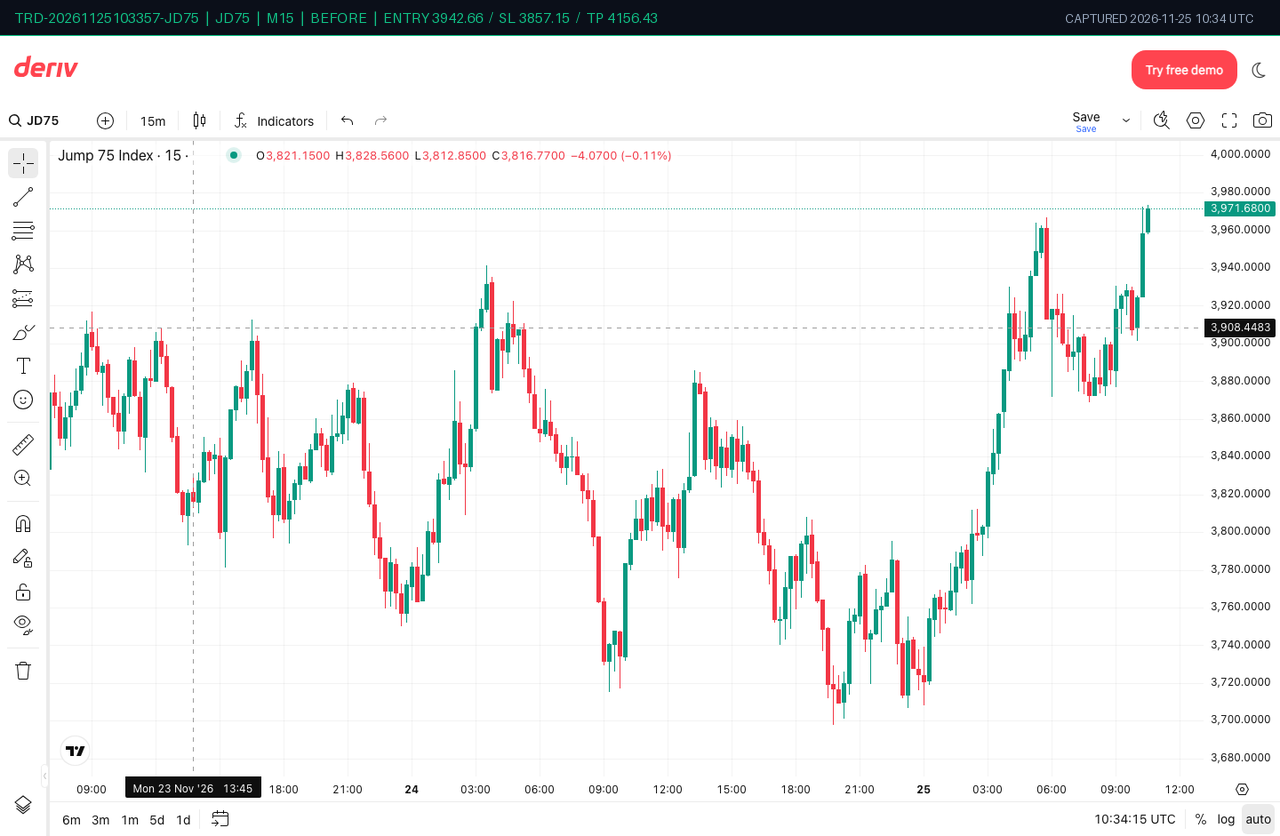 TRD-20261125103357-JD75 | JD75 | M15 | BEFORE | ENTRY 3942.66 / SL 3857.15 / TP 4156.43
CAPTURED 2026-11-25 10:34 UTC
deriv
Try free demo
JD75
15m
Indicators
Save
Save
Jump 75 Index · 15 ·
O3,821.1500 H3,828.5600 L3,812.8500 C3,816.7700 −4.0700 (−0.11%)
4,000.0000
3,980.0000
3,971.6800
3,960.0000
3,940.0000
3,920.0000
3,908.4483
3,900.0000
3,880.0000
3,860.0000
3,840.0000
3,820.0000
3,800.0000
3,780.0000
3,760.0000
3,740.0000
3,720.0000
3,700.0000
3,680.0000
09:00
Mon 23 Nov '26 13:45
18:00
21:00
24
03:00
06:00
09:00
12:00
15:00
18:00
21:00
25
03:00
06:00
09:00
12:00
6m 3m 1m 5d 1d
10:34:15 UTC
% log auto